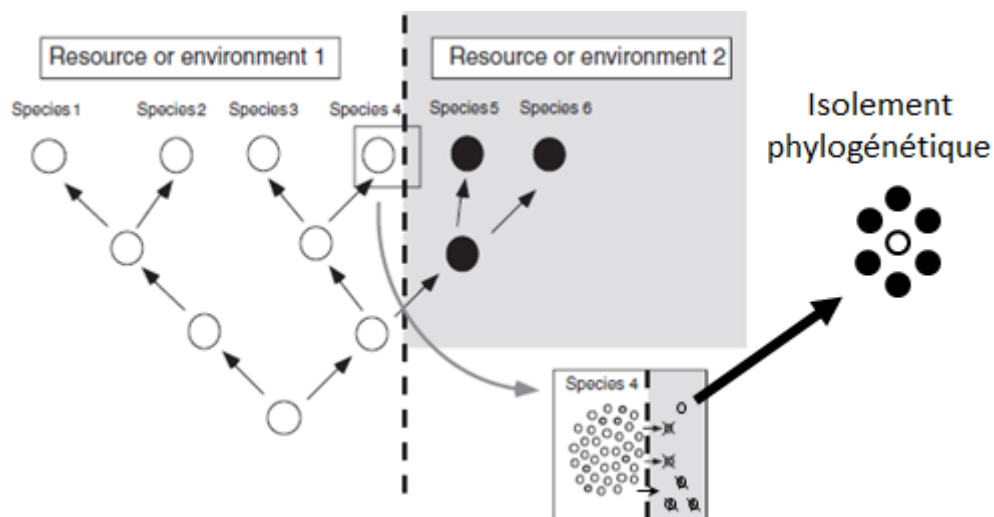 Resource or environment 1
Resource or environment 2
Species 1
Species 2
Species 3
Species 4
Species 5
Species 6
Isolement
phylogénétique
Species 4